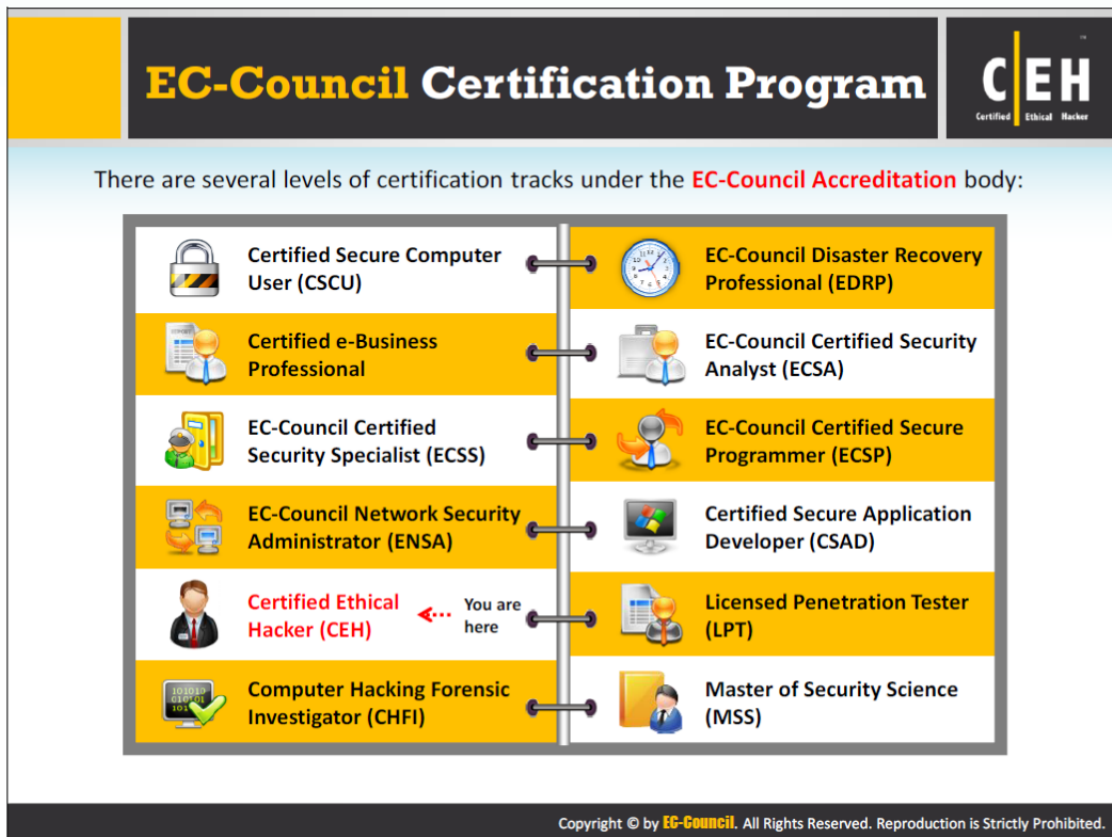 EC-Council Certification Program
C|EH
TM
Certified Ethical Hacker
There are several levels of certification tracks under the EC-Council Accreditation body:
Certified Secure Computer
User (CSCU)
Certified e-Business
Professional
EC-Council Certified
Security Specialist (ECSS)
EC-Council Network Security
Administrator (ENSA)
Certified Ethical
Hacker (CEH)
You are
here
Computer Hacking Forensic
Investigator (CHFI)
EC-Council Disaster Recovery
Professional (EDRP)
EC-Council Certified Security
Analyst (ECSA)
EC-Council Certified Secure
Programmer (ECSP)
Certified Secure Application
Developer (CSAD)
Licensed Penetration Tester
(LPT)
Master of Security Science
(MSS)
Copyright © by EC-Council. All Rights Reserved. Reproduction is Strictly Prohibited.